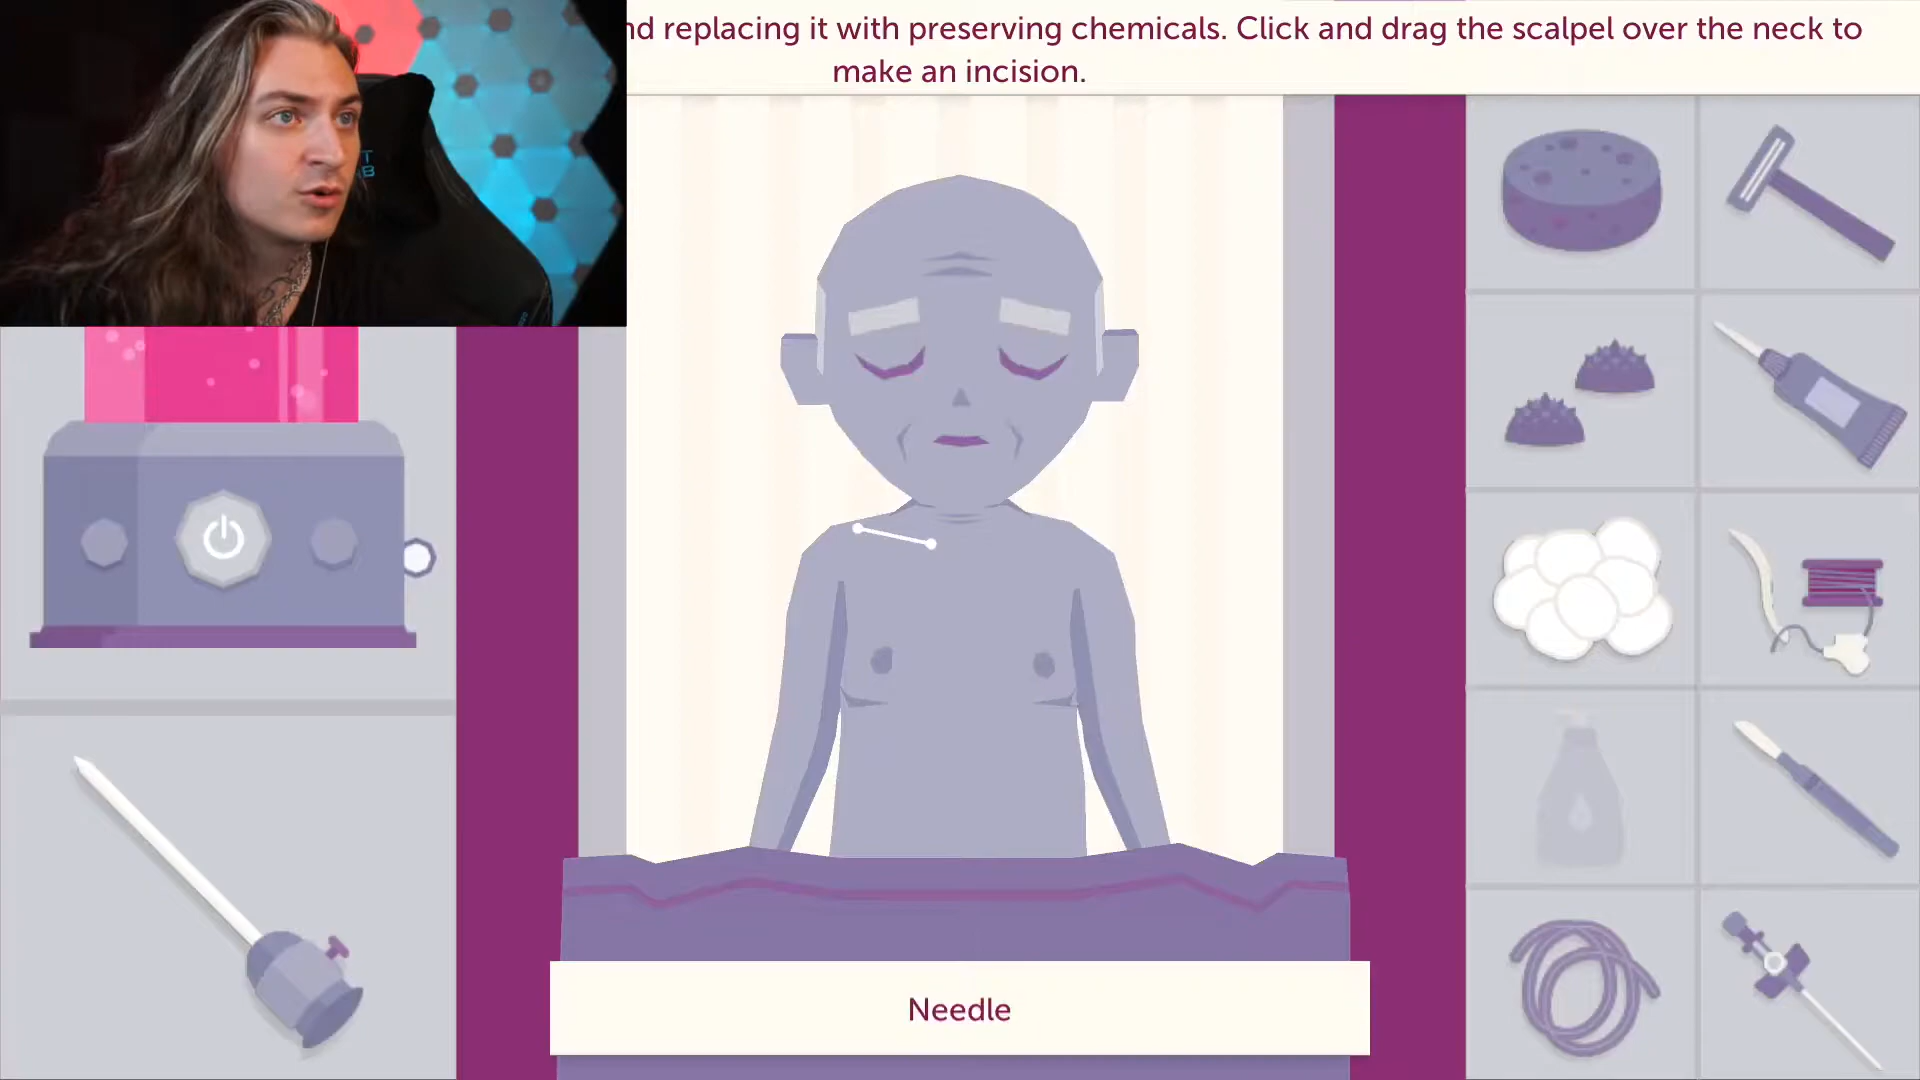 nd replacing it with preserving chemicals. Click and drag the scalpel over the neck to
make an incision.
Needle